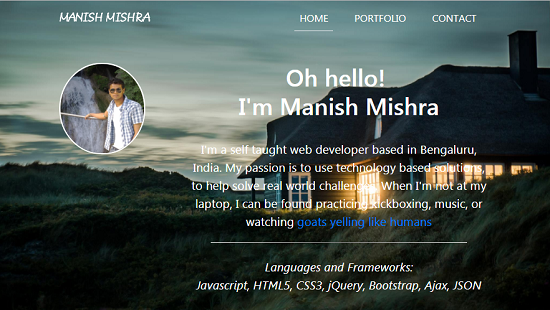 MANISH MISHRA
HOME PORTFOLIO CONTACT
Oh hello!
I'm Manish Mishra
I'm a self taught web developer based in Bengaluru,
India. My passion is to use technology based solutions,
to help solve real world challenges. When I'm not at my
laptop, I can be found practicing kickboxing, music, or
watching goats yelling like humans
Languages and Frameworks:
Javascript, HTML5, CSS3, jQuery, Bootstrap, Ajax, JSON